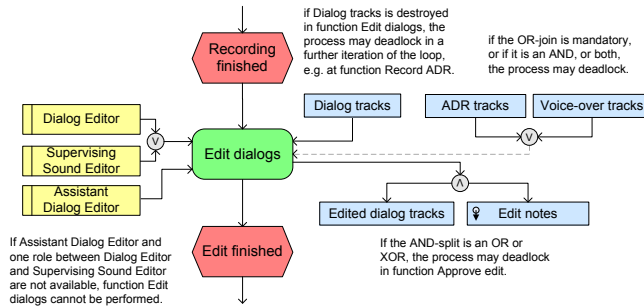 if Dialog tracks is destroyed
in function Edit dialogs, the
process may deadlock in a
further iteration of the loop,
e.g. at function Record ADR.
Recording
finished
if the OR-join is mandatory,
or if it is an AND, or both,
the process may deadlock.
Dialog tracks
ADR tracks
Voice-over tracks
Dialog Editor
V
V
Supervising
Sound Editor
Edit dialogs
Assistant
Dialog Editor
Λ
Edited dialog tracks
Edit notes
If Assistant Dialog Editor and
one role between Dialog Editor
and Supervising Sound Editor
are not available, function Edit
dialogs cannot be performed.
Edit finished
If the AND-split is an OR or
XOR, the process may deadlock
in function Approve edit.